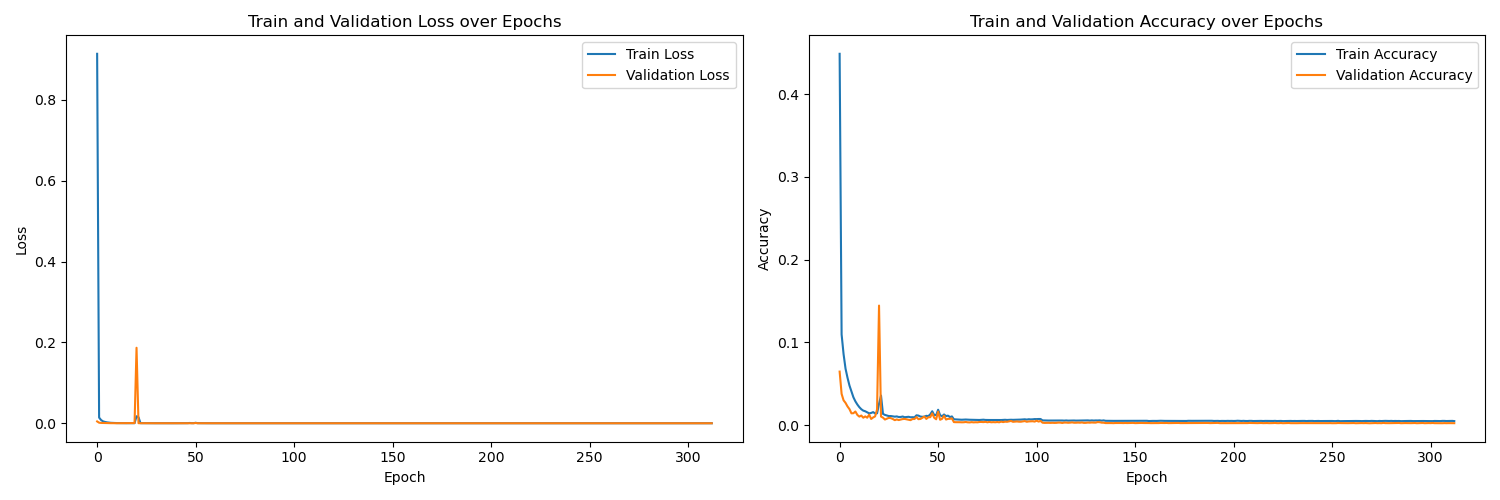 Train and Validation Loss over Epochs
Train Loss
Validation Loss
0.8
0.6
0.4
0.2
0.0
Loss
0
50
100
150
200
250
300
Epoch
Train and Validation Accuracy over Epochs
Train Accuracy
Validation Accuracy
0.4
0.3
0.2
0.1
0.0
Accuracy
0
50
100
150
200
250
300
Epoch